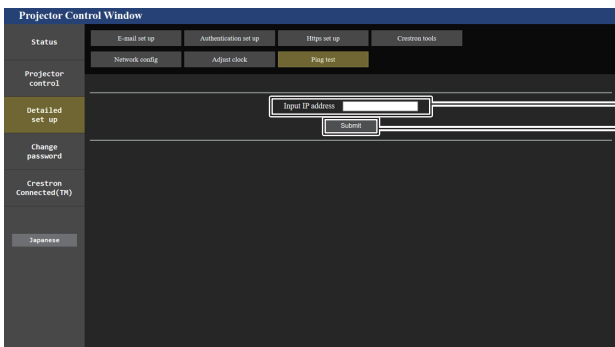 Projector Control Window
Status
E-mail set up
Authentication set up
Https set up
Crestron tools
Network config
Adjust clock
Ping test
Projector
control
Detailed
set up
Input IP address
Submit
Change
password
Crestron
Connected(TM)
Japanese